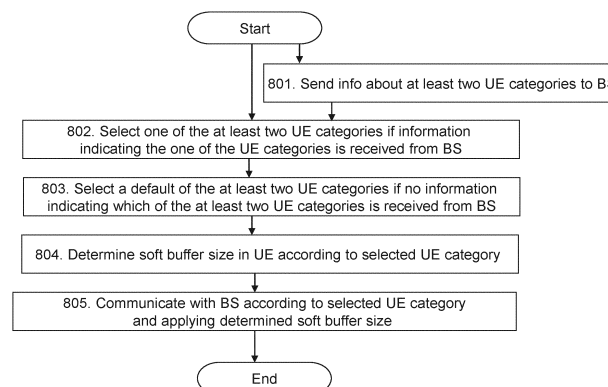 Start
801. Send info about at least two UE categories to BS
802. Select one of the at least two UE categories if information
indicating the one of the UE categories is received from BS
803. Select a default of the at least two UE categories if no information
indicating which of the at least two UE categories is received from BS
804. Determine soft buffer size in UE according to selected UE category
805. Communicate with BS according to selected UE category
and applying determined soft buffer size
End